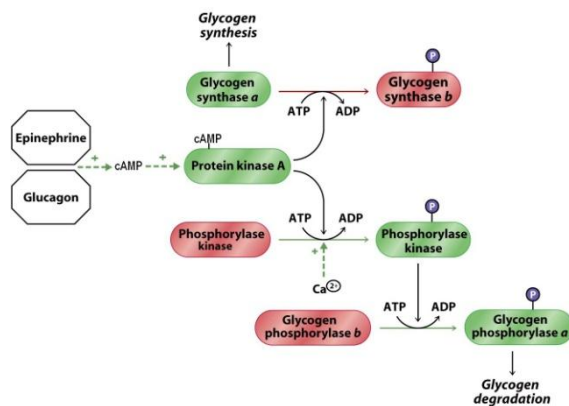 Glycogen
synthesis
P
Glycogen
synthase a
ATP
ADP
Glycogen
synthase b
Epinephrine
Glucagon
+
cAMP
+
cAMP
Protein kinase A
Phosphorylase
kinase
ATP
ADP
+
Ca2+
P
Phosphorylase
kinase
Glycogen
phosphorylase b
ATP
ADP
P
Glycogen
phosphorylase a
Glycogen
degradation